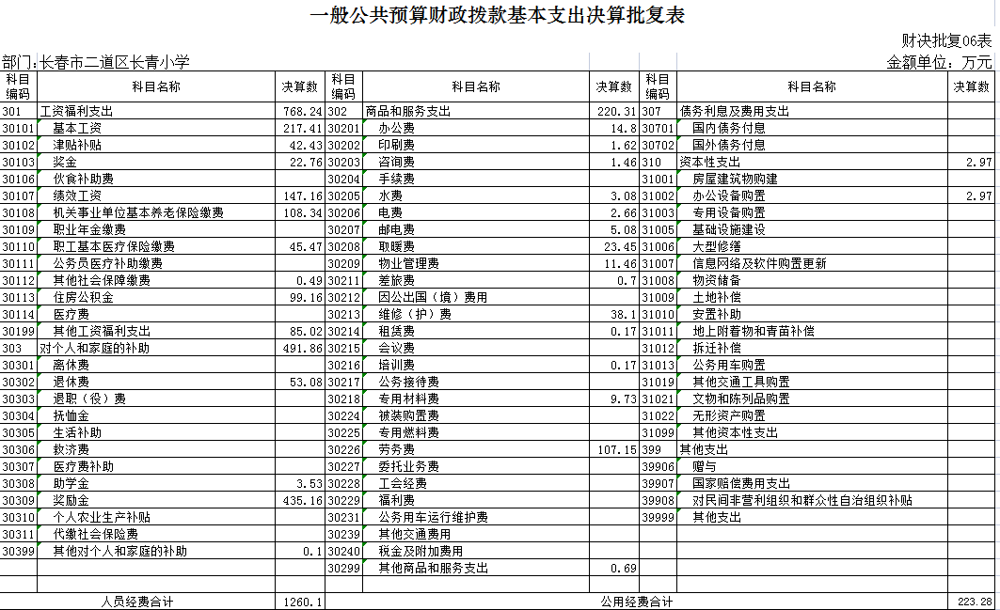 一般公共预算财政拨款基本支出决算批复表
财决批复06表
部门：长春市二道区长青小学 金额单位：万元
科目编码 科目名称 决算数 科目编码 科目名称 决算数 科目编码 科目名称 决算数
301 工资福利支出 768.24 302 商品和服务支出 220.31 307 债务利息及费用支出
30101 基本工资 217.41 30201 办公费 14.8 30701 国内债务付息
30102 津贴补贴 42.43 30202 印刷费 1.62 30702 国外债务付息
30103 奖金 22.76 30203 咨询费 1.46 310 资本性支出 2.97
30106 伙食补助费 30204 手续费 31001 房屋建筑物购建
30107 绩效工资 147.16 30205 水费 3.08 31002 办公设备购置 2.97
30108 机关事业单位基本养老保险缴费 108.34 30206 电费 2.66 31003 专用设备购置
30109 职业年金缴费 30207 邮电费 5.08 31005 基础设施建设
30110 职工基本医疗保险缴费 45.47 30208 取暖费 23.45 31006 大型修缮
30111 公务员医疗补助缴费 30209 物业管理费 11.46 31007 信息网络及软件购置更新
30112 其他社会保障缴费 0.49 30211 差旅费 0.7 31008 物资储备
30113 住房公积金 99.16 30212 因公出国（境）费用 31009 土地补偿
30114 医疗费 30213 维修（护）费 38.1 31010 安置补助
30199 其他工资福利支出 85.02 30214 租赁费 0.17 31011 地上附着物和青苗补偿
303 对个人和家庭的补助 491.86 30215 会议费 31012 拆迁补偿
30301 离休费 30216 培训费 0.17 31013 公务用车购置
30302 退休费 53.08 30217 公务接待费 31019 其他交通工具购置
30303 退职（役）费 30218 专用材料费 9.73 31021 文物和陈列品购置
30304 抚恤金 30224 被装购置费 31022 无形资产购置
30305 生活补助 30225 专用燃料费 31099 其他资本性支出
30306 救济费 30226 劳务费 107.15 399 其他支出
30307 医疗费补助 30227 委托业务费 39906 赠与
30308 助学金 3.53 30228 工会经费 39907 国家赔偿费用支出
30309 奖励金 435.16 30229 福利费 39908 对民间非营利组织和群众性自治组织补贴
30310 个人农业生产补贴 30231 公务用车运行维护费 39999 其他支出
30311 代缴社会保险费 30239 其他交通费用
30399 其他对个人和家庭的补助 0.1 30240 税金及附加费用
30299 其他商品和服务支出 0.69
人员经费合计 1260.1 公用经费合计 223.28